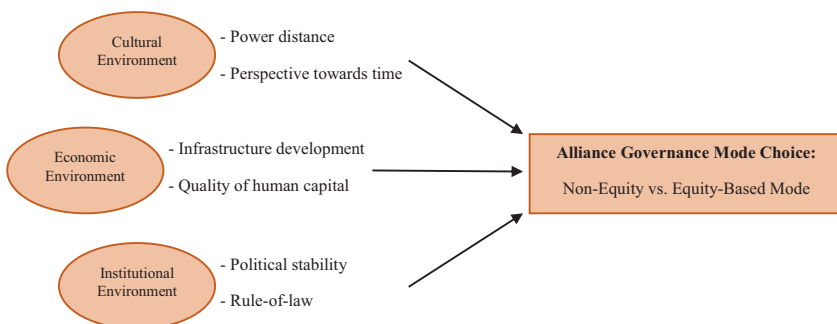 Cultural
Environment
- Power distance
- Perspective towards time
Economic
Environment
- Infrastructure development
- Quality of human capital
Institutional
Environment
- Political stability
- Rule-of-law
Alliance Governance Mode Choice:
Non-Equity vs. Equity-Based Mode